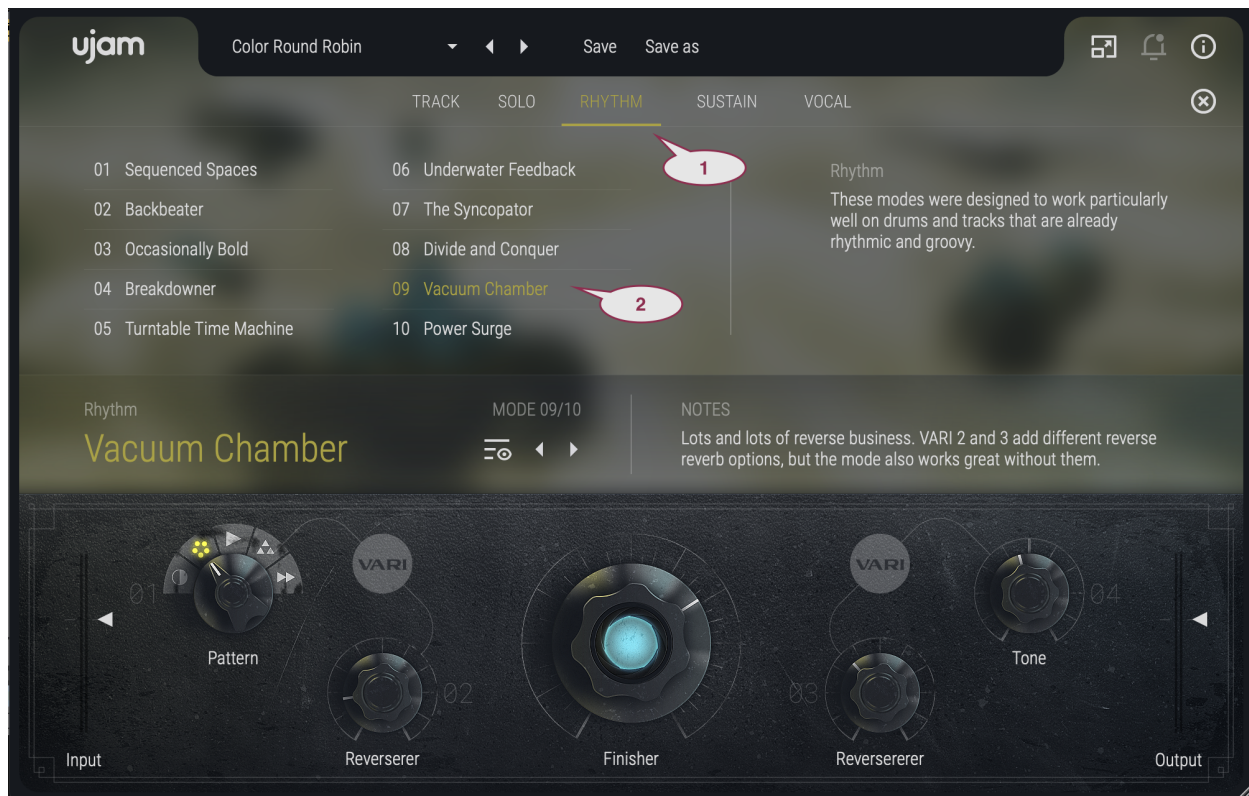 ujam
Color Round Robin
Save
Save as
TRACK
SOLO
RHYTHM
SUSTAIN
VOCAL
1
01 Sequenced Spaces
02 Backbeater
03 Occasionally Bold
04 Breakdowner
05 Turntable Time Machine
06 Underwater Feedback
07 The Syncopator
08 Divide and Conquer
09 Vacuum Chamber
10 Power Surge
2
Rhythm
These modes were designed to work particularly
well on drums and tracks that are already
rhythmic and groovy.
Rhythm
Vacuum Chamber
MODE 09/10
NOTES
Lots and lots of reverse business. VARI 2 and 3 add different reverse
reverb options, but the mode also works great without them.
01
Pattern
VARI
02
Reverserer
Finisher
VARI
03
Reversererer
04
Tone
Input
Output